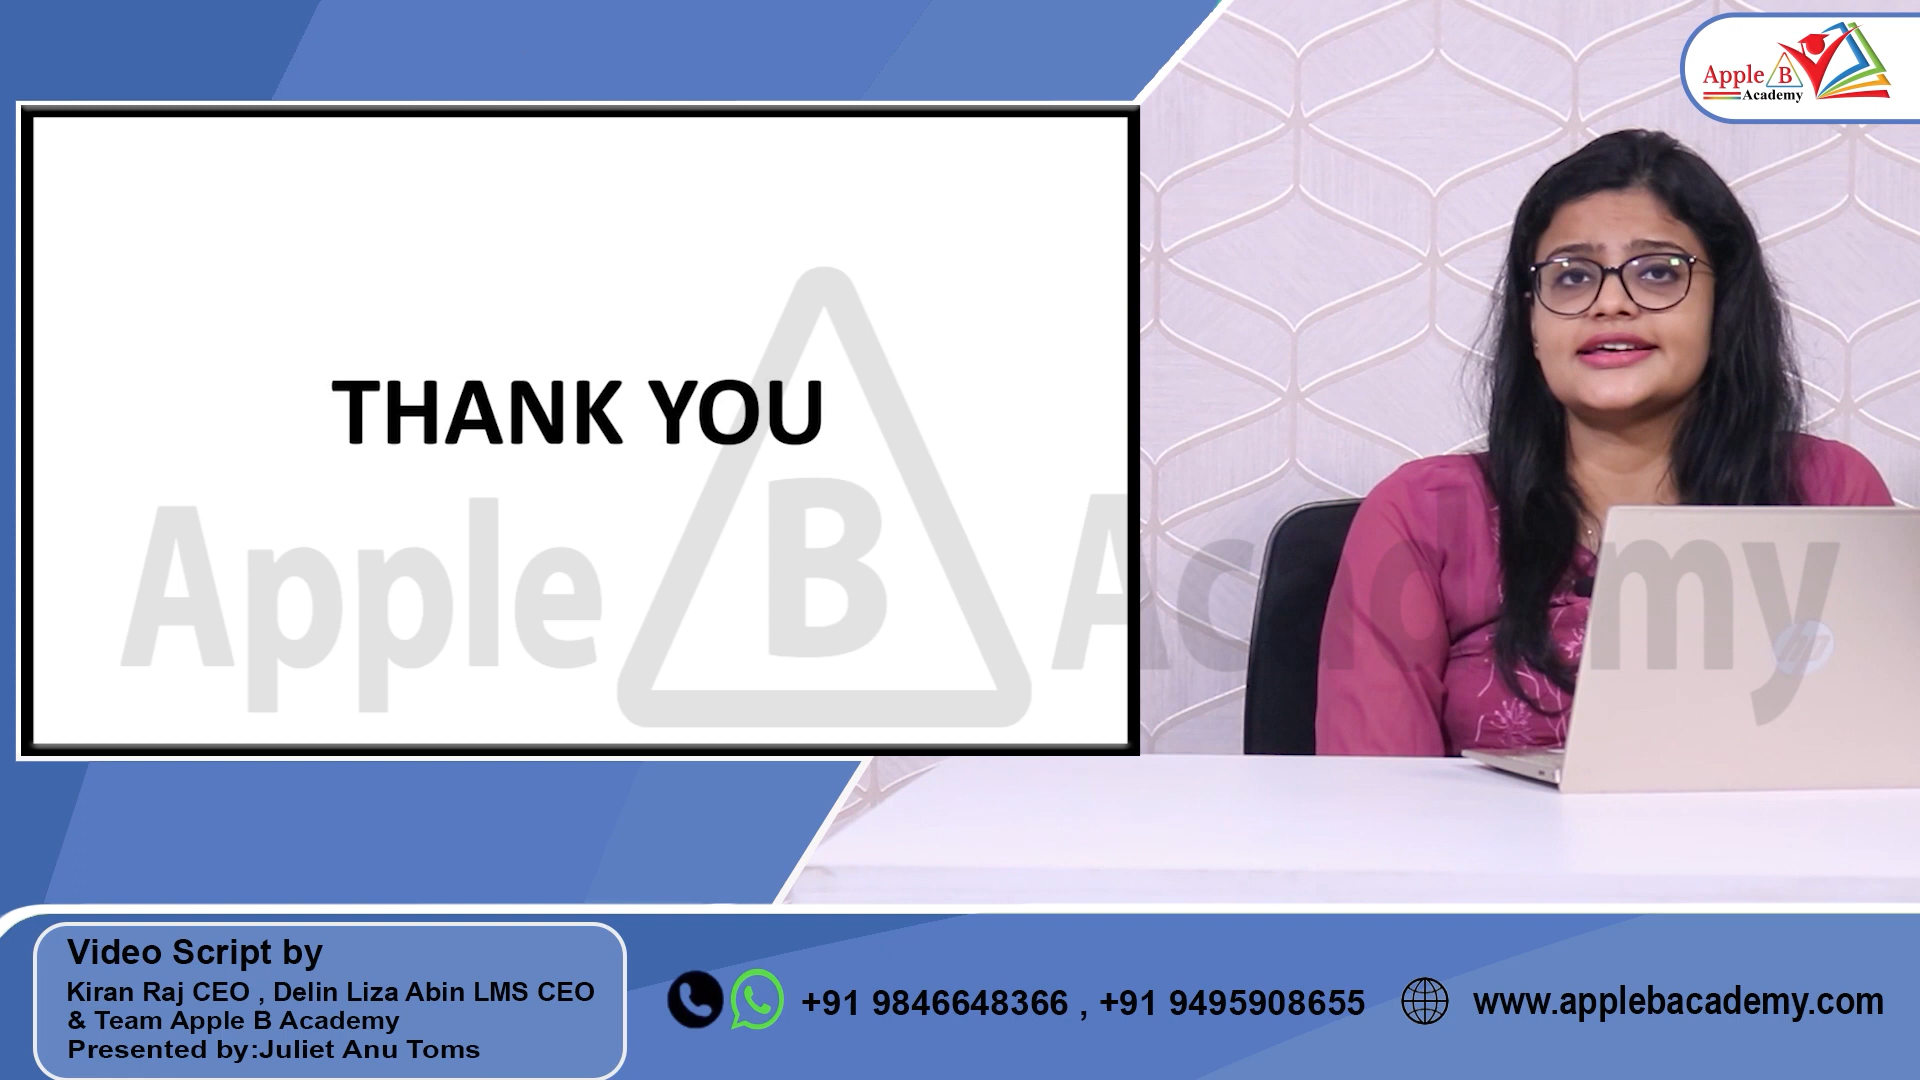 Apple B
Academy
THANK YOU
Apple B Academy
hp
Video Script by
Kiran Raj CEO , Delin Liza Abin LMS CEO
& Team Apple B Academy
Presented by:Juliet Anu Toms
+91 9846648366 , +91 9495908655
www.applebacademy.com